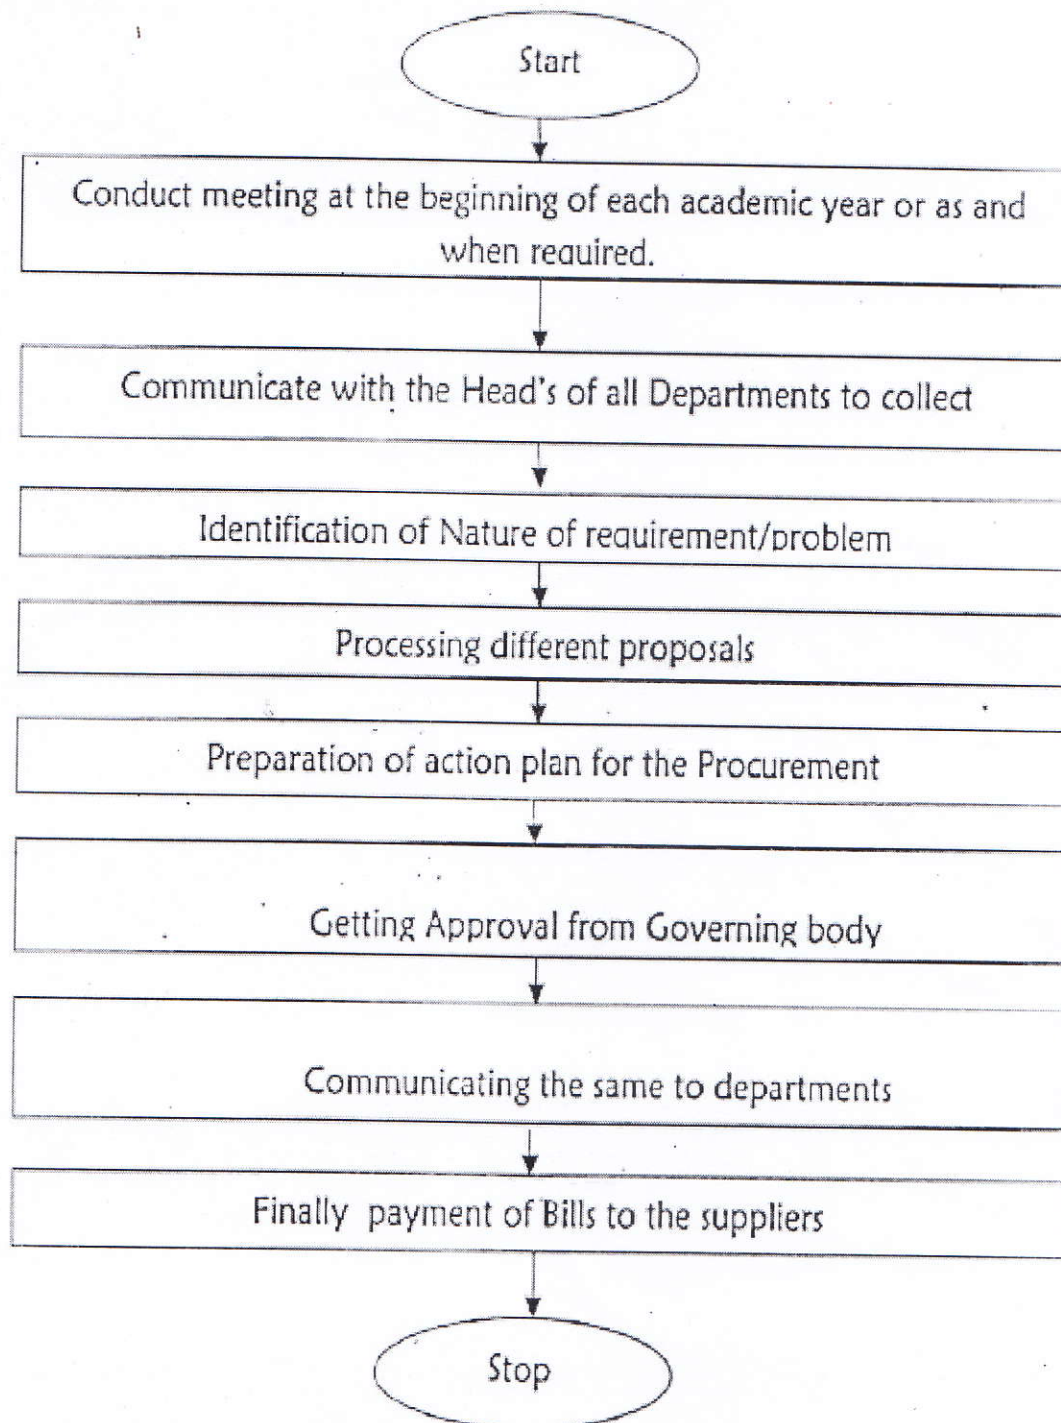 Start
Conduct meeting at the beginning of each academic year or as and
when required.
Communicate with the Head's of all Departments to collect
Identification of Nature of requirement/problem
Processing different proposals
Preparation of action plan for the Procurement
Getting Approval from Governing body
Communicating the same to departments
Finally payment of Bills to the suppliers
Stop